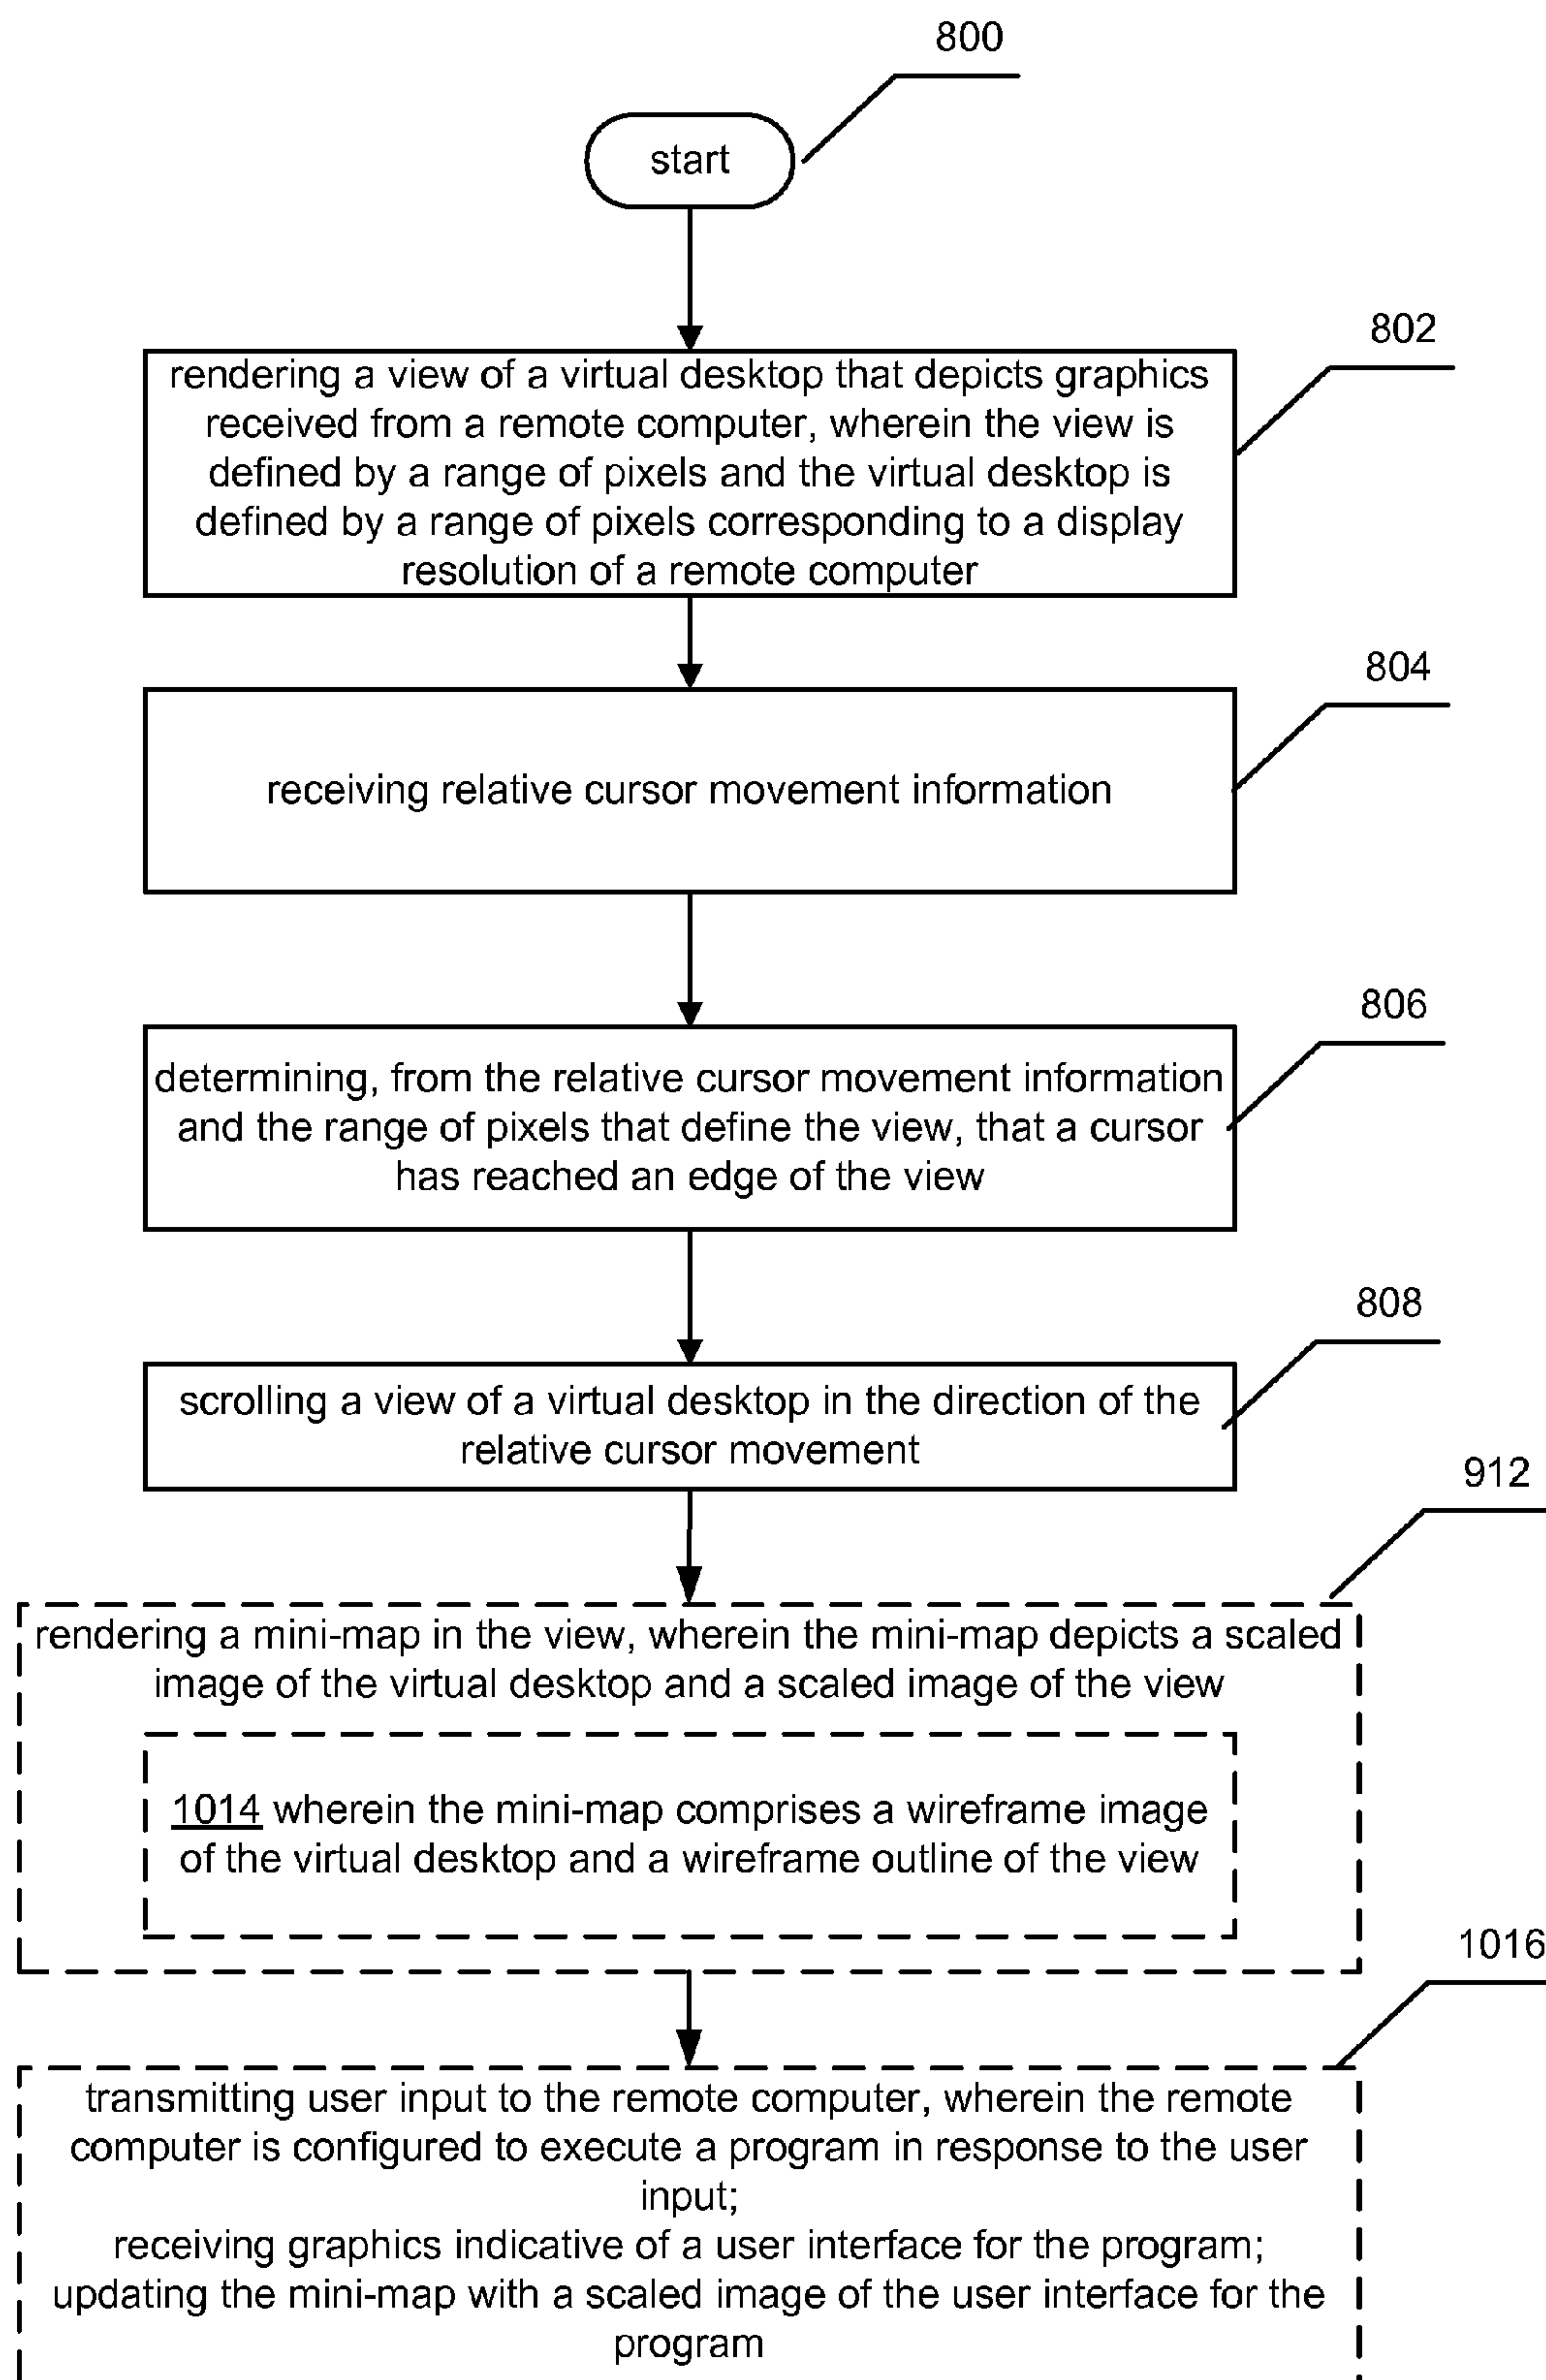 800
start
802
rendering a view of a virtual desktop that depicts graphics
received from a remote computer, wherein the view is
defined by a range of pixels and the virtual desktop is
defined by a range of pixels corresponding to a display
resolution of a remote computer
804
receiving relative cursor movement information
806
determining, from the relative cursor movement information
and the range of pixels that define the view, that a cursor
has reached an edge of the view
808
scrolling a view of a virtual desktop in the direction of the
relative cursor movement
912
rendering a mini-map in the view, wherein the mini-map depicts a scaled
image of the virtual desktop and a scaled image of the view
1014 wherein the mini-map comprises a wireframe image
of the virtual desktop and a wireframe outline of the view
1016
transmitting user input to the remote computer, wherein the remote
computer is configured to execute a program in response to the user
input;
receiving graphics indicative of a user interface for the program;
updating the mini-map with a scaled image of the user interface for the
program